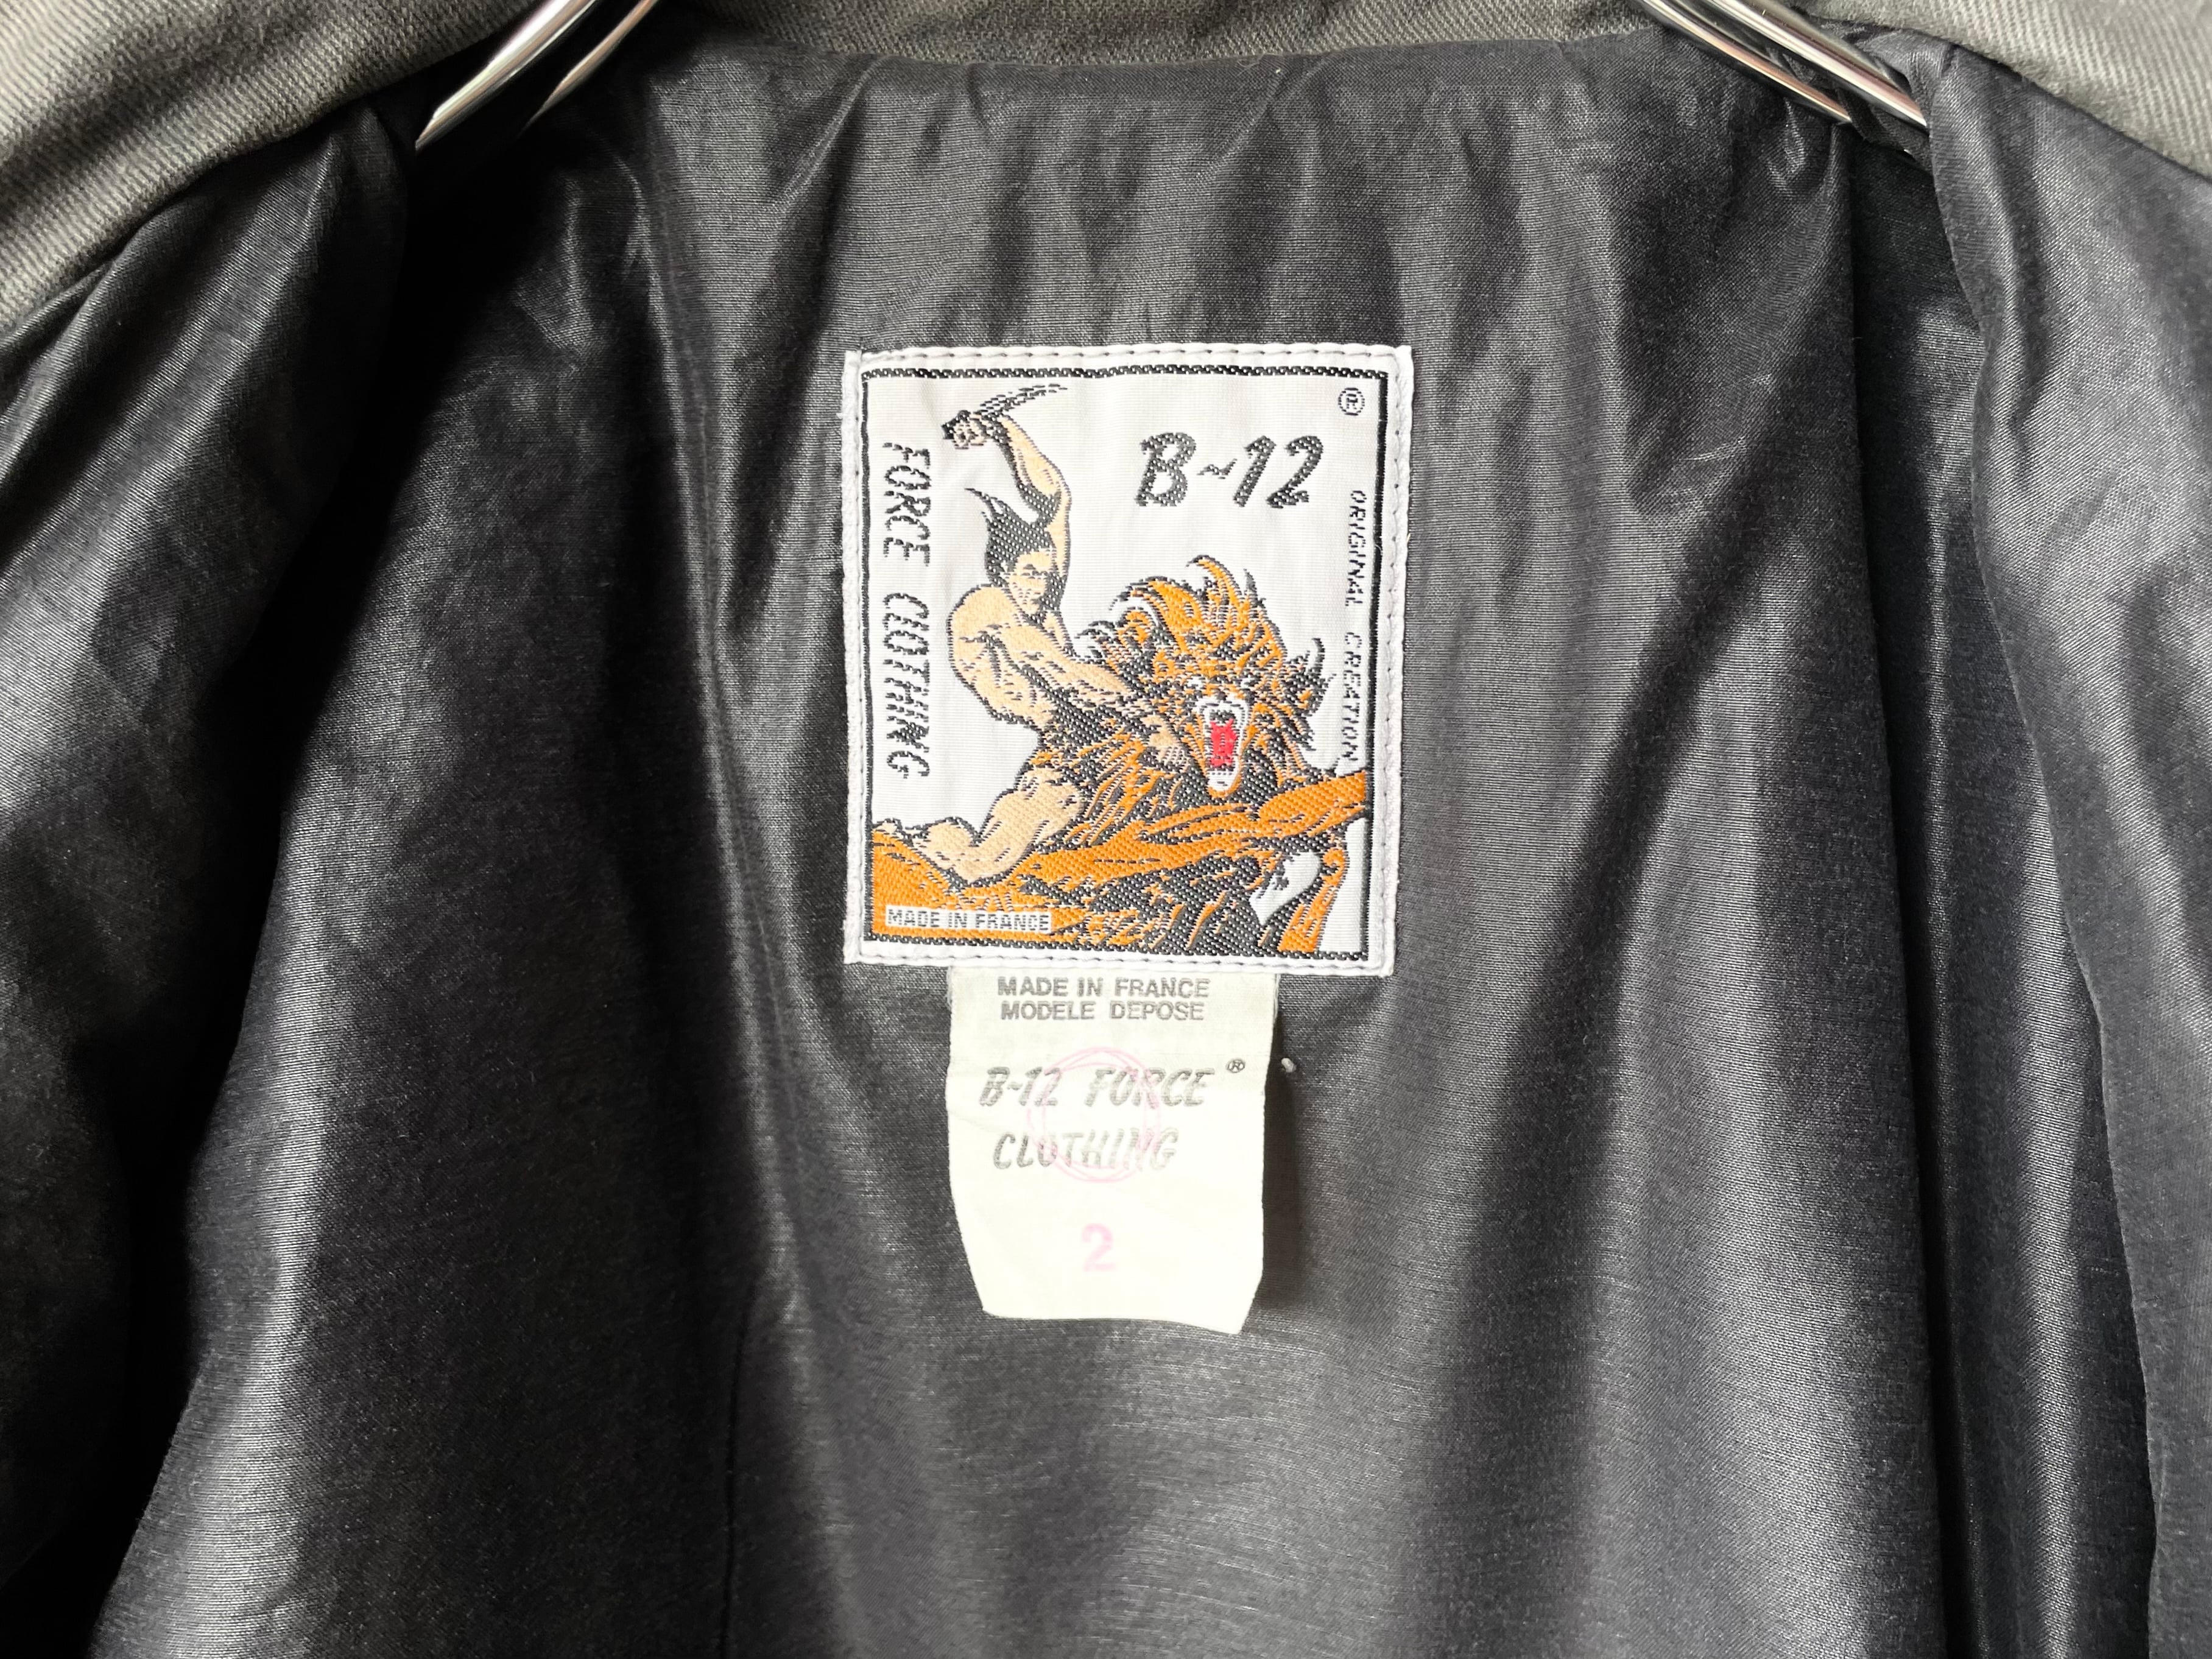 ®
B~12
FORCE CLOTHING
ORIGINAL CREATION
MADE IN FRANCE
MADE IN FRANCE
MODELE DEPOSE
B~12 FORCE ®
CLOTHING
2